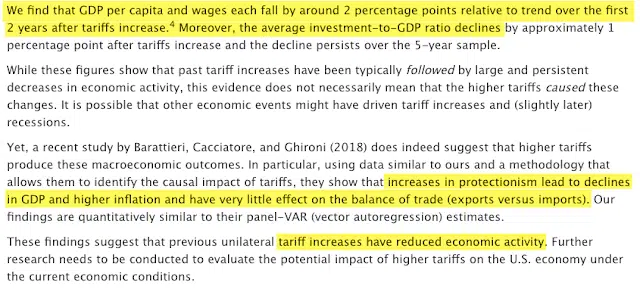 We find that GDP per capita and wages each fall by around 2 percentage points relative to trend over the first
2 years after tariffs increase.4 Moreover, the average investment-to-GDP ratio declines by approximately 1
percentage point after tariffs increase and the decline persists over the 5-year sample.
While these figures show that past tariff increases have been typically followed by large and persistent
decreases in economic activity, this evidence does not necessarily mean that the higher tariffs caused these
changes. It is possible that other economic events might have driven tariff increases and (slightly later)
recessions.
Yet, a recent study by Barattieri, Cacciatore, and Ghironi (2018) does indeed suggest that higher tariffs
produce these macroeconomic outcomes. In particular, using data similar to ours and a methodology that
allows them to identify the causal impact of tariffs, they show that increases in protectionism lead to declines
in GDP and higher inflation and have very little effect on the balance of trade (exports versus imports). Our
findings are quantitatively similar to their panel-VAR (vector autoregression) estimates.
These findings suggest that previous unilateral tariff increases have reduced economic activity. Further
research needs to be conducted to evaluate the potential impact of higher tariffs on the U.S. economy under
the current economic conditions.